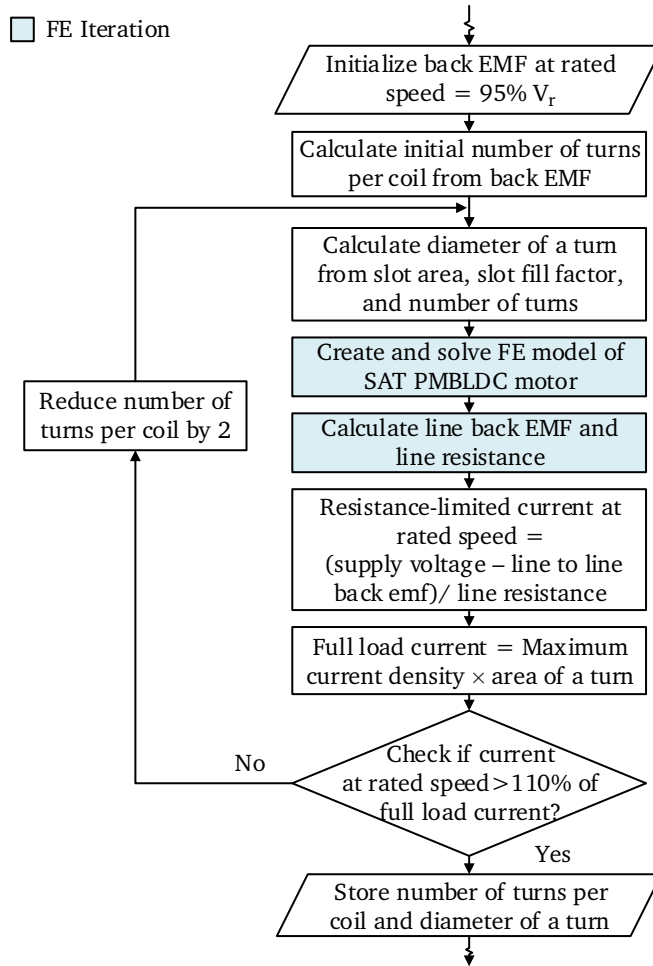 FE Iteration
Initialize back EMF at rated
speed = 95% Vᵣ
Calculate initial number of turns
per coil from back EMF
Calculate diameter of a turn
from slot area, slot fill factor,
and number of turns
Create and solve FE model of
SAT PMBLDC motor
Reduce number of
turns per coil by 2
Calculate line back EMF and
line resistance
Resistance-limited current at
rated speed =
(supply voltage – line to line
back emf)/ line resistance
Full load current = Maximum
current density × area of a turn
Check if current
at rated speed>110% of
full load current?
No
Yes
Store number of turns per
coil and diameter of a turn